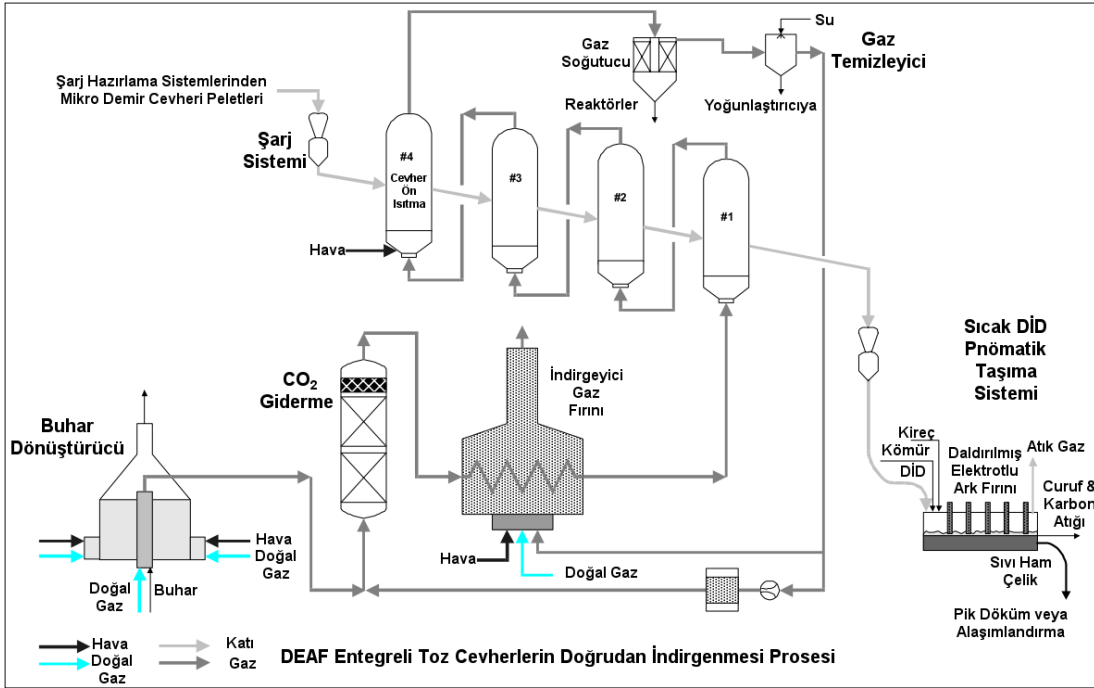 Su
Gaz
Soğutucu
Gaz
Temizleyici
Şarj Hazırlama Sistemlerinden
Mikro Demir Cevheri Peletleri
Reaktörler
Yoğunlaştırıcıya
Şarj
Sistemi
#4
Cevher
Ön
Isıtma
#3
#2
#1
Hava
Sıcak DİD
Pnömatik
Taşıma
Sistemi
CO2
Giderme
İndirgeyici
Gaz
Fırını
Buhar
Dönüştürücü
Kireç
Kömür
DİD
Daldırılmış
Elektrotlu
Ark Fırını
Atık Gaz
Curuf &
Karbon
Atığı
Hava
Doğal
Gaz
Doğal
Gaz
Buhar
Hava
Doğal Gaz
Sıvı Ham
Çelik
Pik Döküm veya
Alaşımlandırma
Hava
Doğal
Gaz
Katı
Gaz
DEAF Entegreli Toz Cevherlerin Doğrudan İndirgenmesi Prosesi